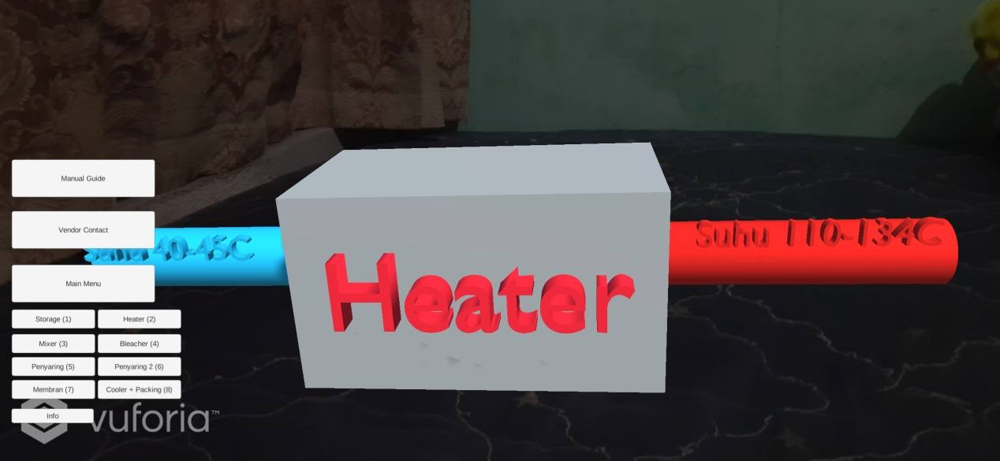 Manual Guide
Vendor Contact
Suhu 40-45C
Suhu 110-134C
Heater
Main Menu
Storage (1)
Heater (2)
Mixer (3)
Bleacher (4)
Penyaring (5)
Penyaring 2 (6)
Membran (7)
Cooler + Packing (8)
Info
vuforia™